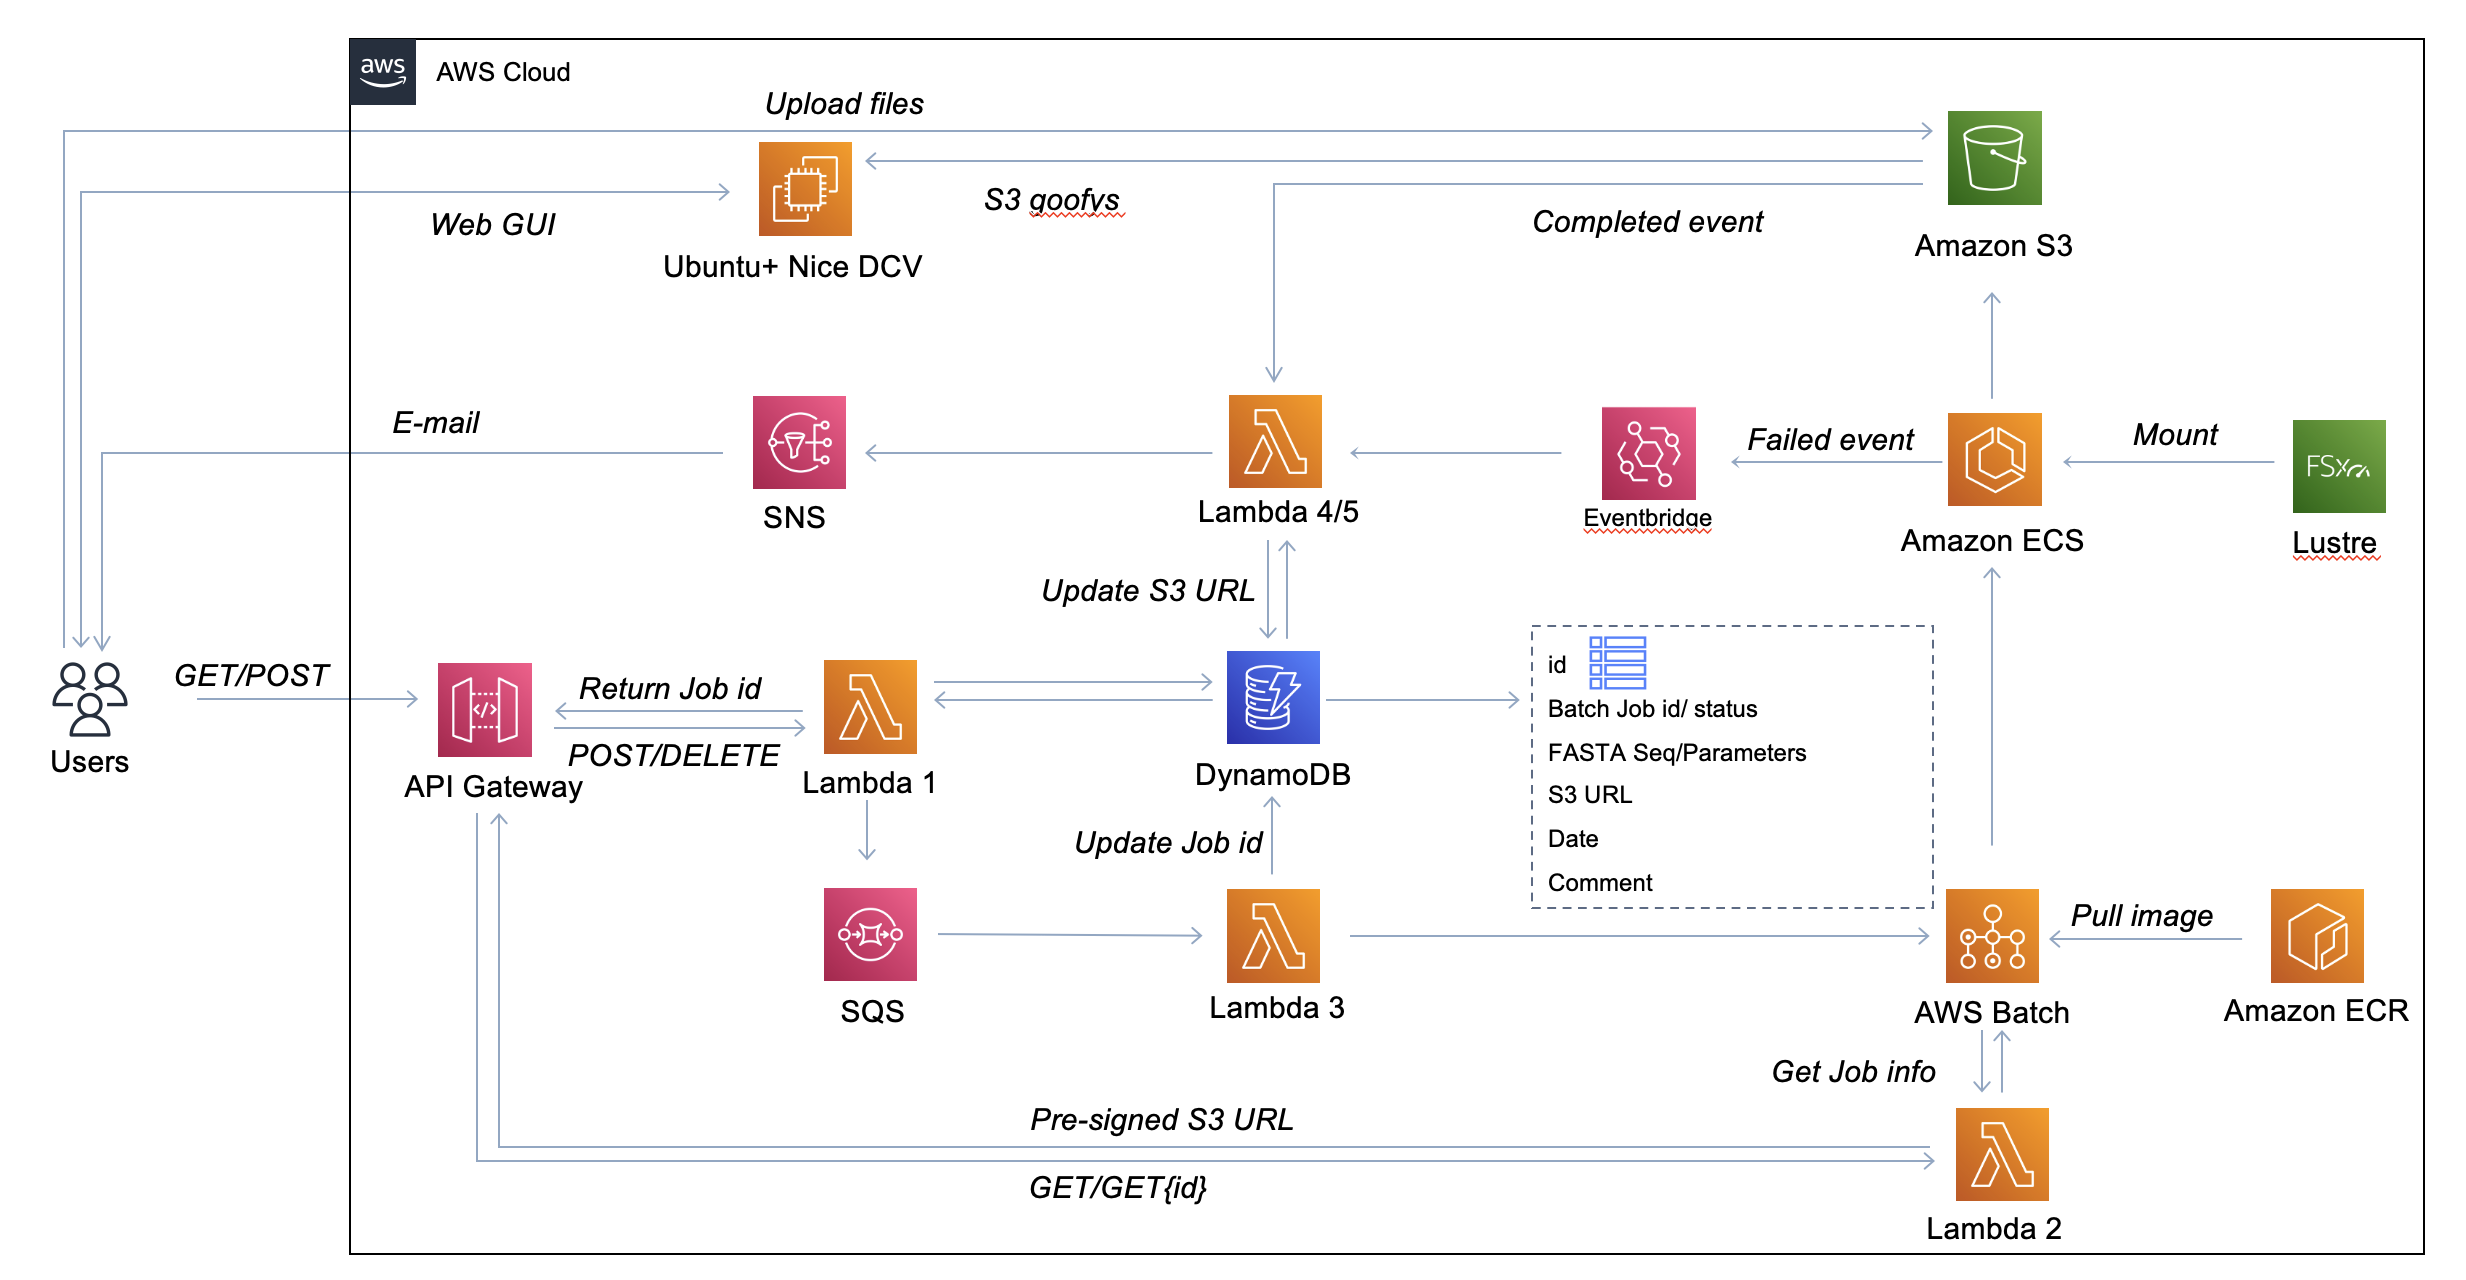 aws
AWS Cloud
Upload files
S3 goofys
Web GUI
Completed event
Ubuntu+ Nice DCV
Amazon S3
E-mail
Failed event
Mount
FSx
SNS
Lambda 4/5
Eventbridge
Amazon ECS
Lustre
Update S3 URL
GET/POST
Return Job id
POST/DELETE
Users
API Gateway
Lambda 1
DynamoDB
id
Batch Job id/ status
FASTA Seq/Parameters
S3 URL
Date
Comment
Update Job id
Pull image
SQS
Lambda 3
AWS Batch
Amazon ECR
Get Job info
Pre-signed S3 URL
GET/GET{id}
Lambda 2